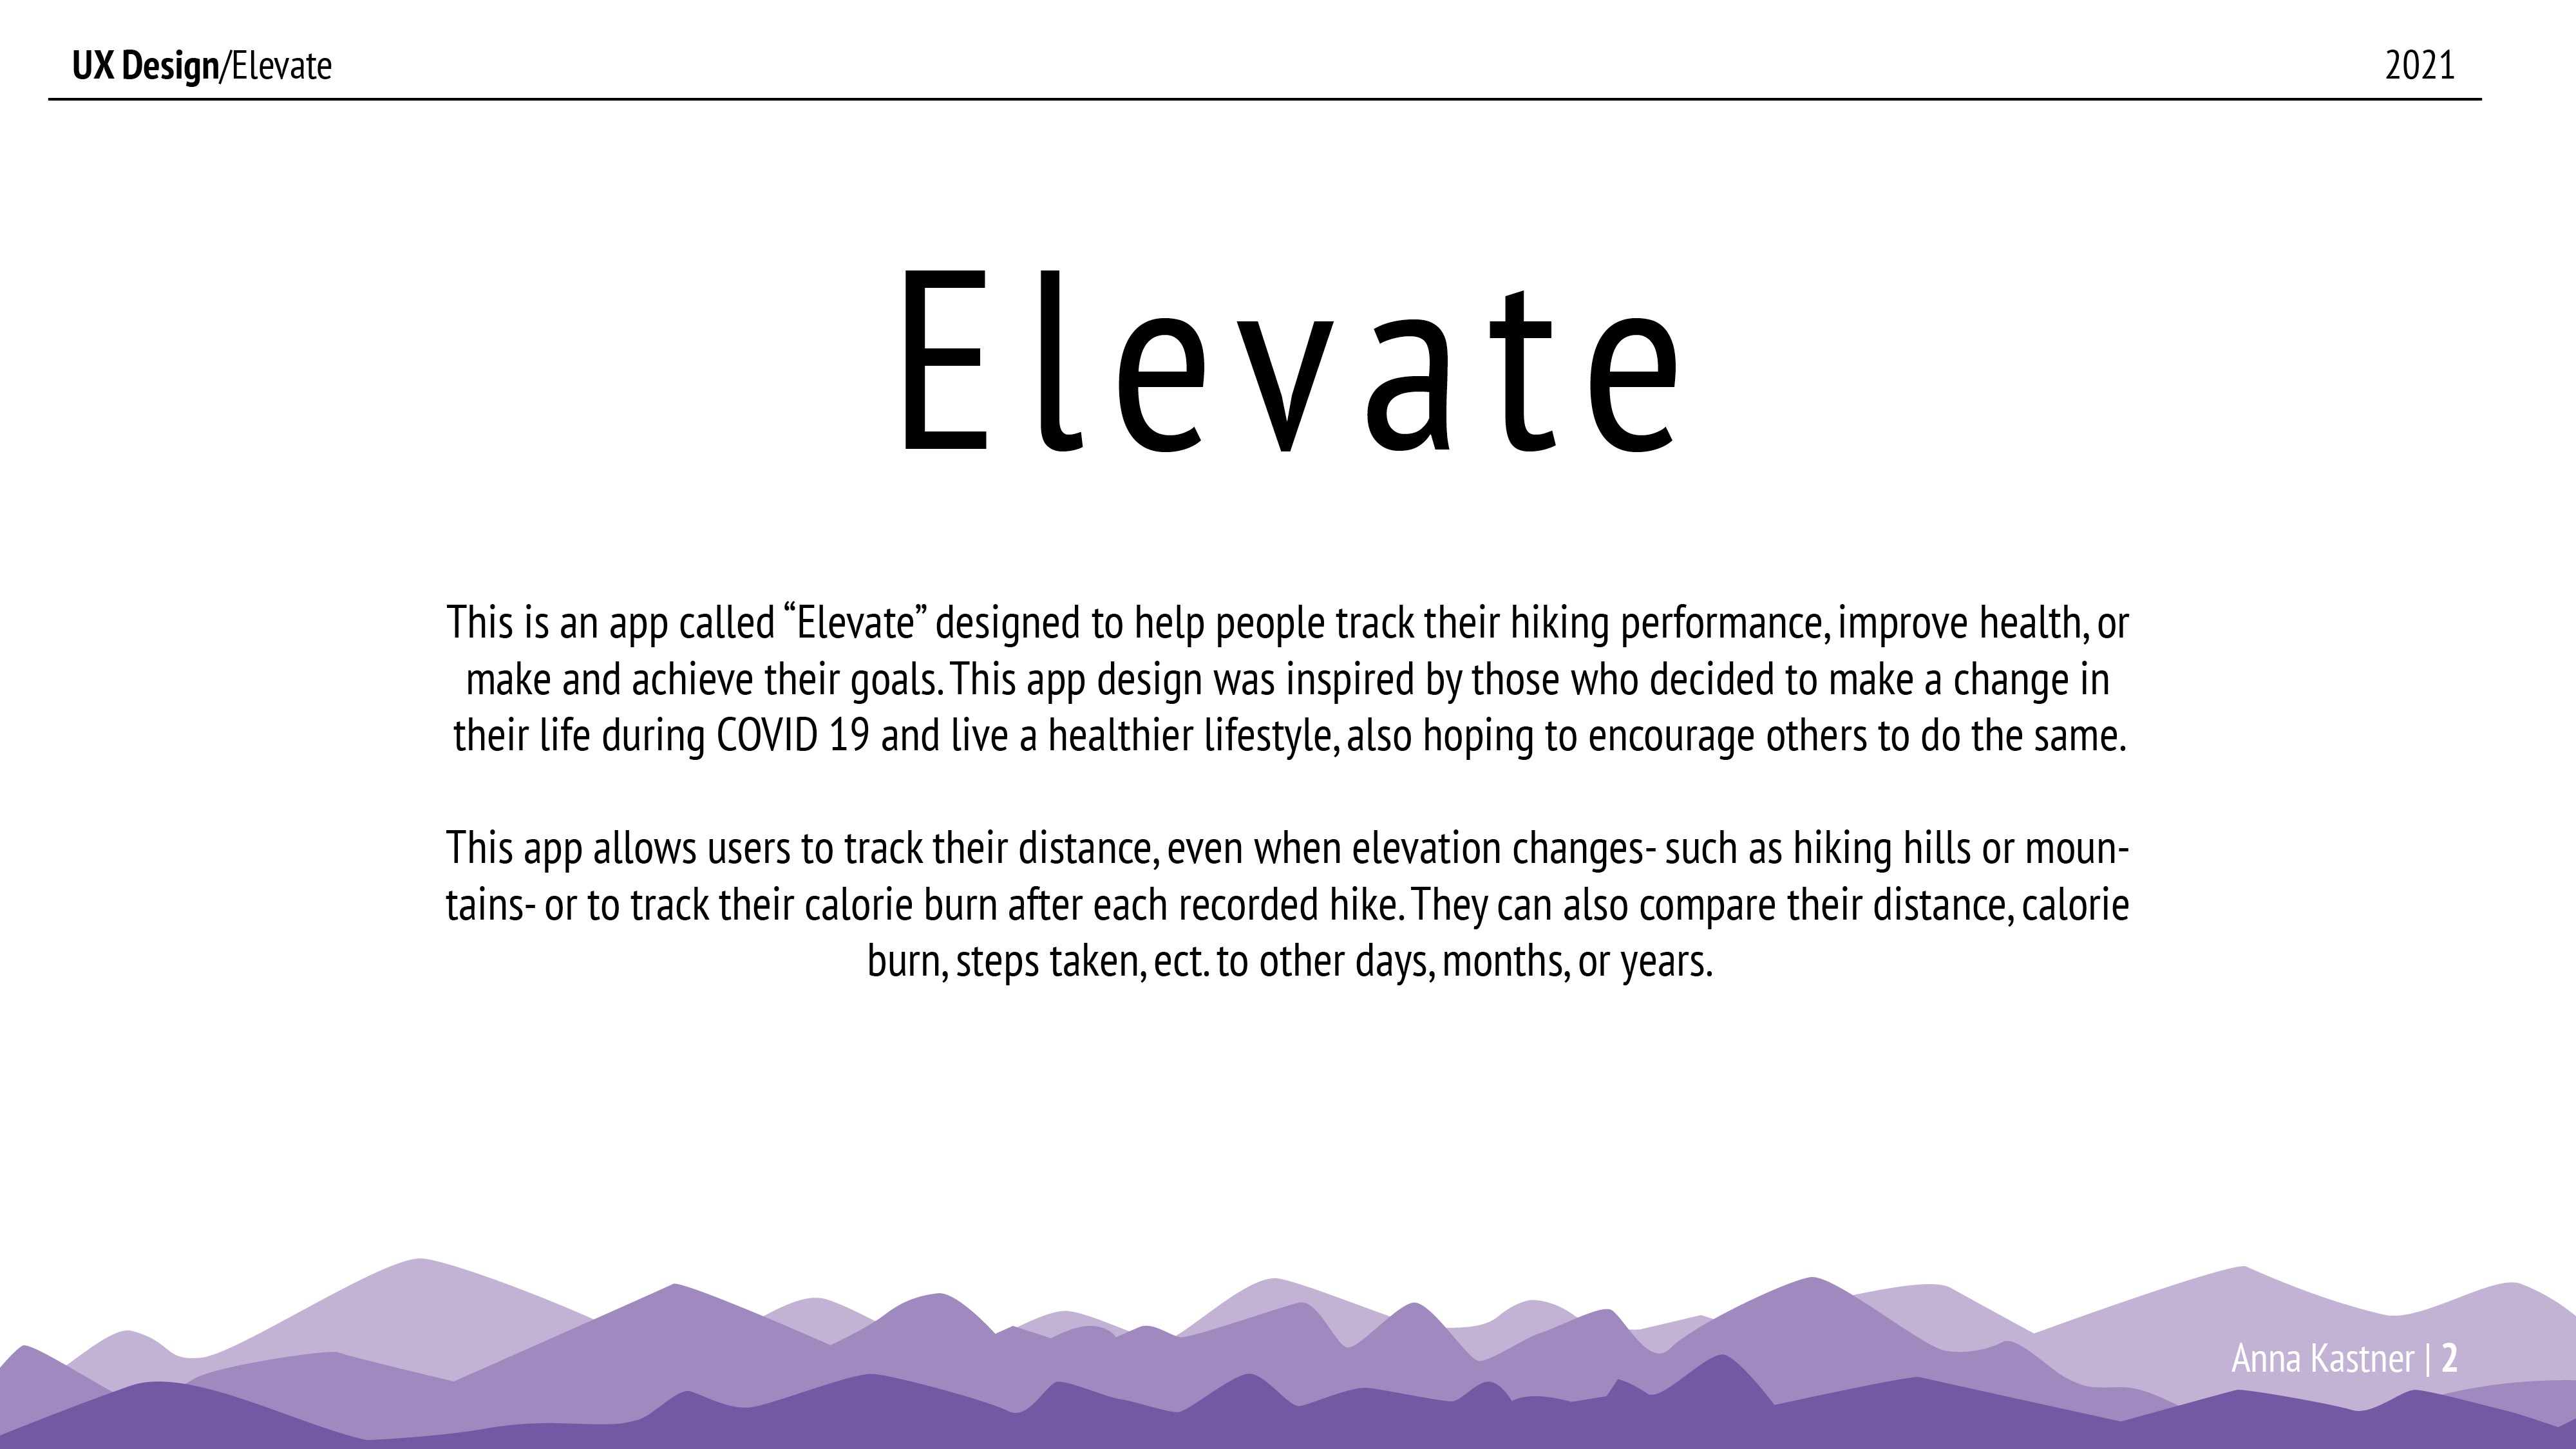 UX Design/Elevate
2021
Elevate
This is an app called “Elevate” designed to help people track their hiking performance, improve health, or
make and achieve their goals. This app design was inspired by those who decided to make a change in
their life during COVID 19 and live a healthier lifestyle, also hoping to encourage others to do the same.
This app allows users to track their distance, even when elevation changes- such as hiking hills or moun-
tains- or to track their calorie burn after each recorded hike. They can also compare their distance, calorie
burn, steps taken, ect. to other days, months, or years.
Anna Kastner | 2